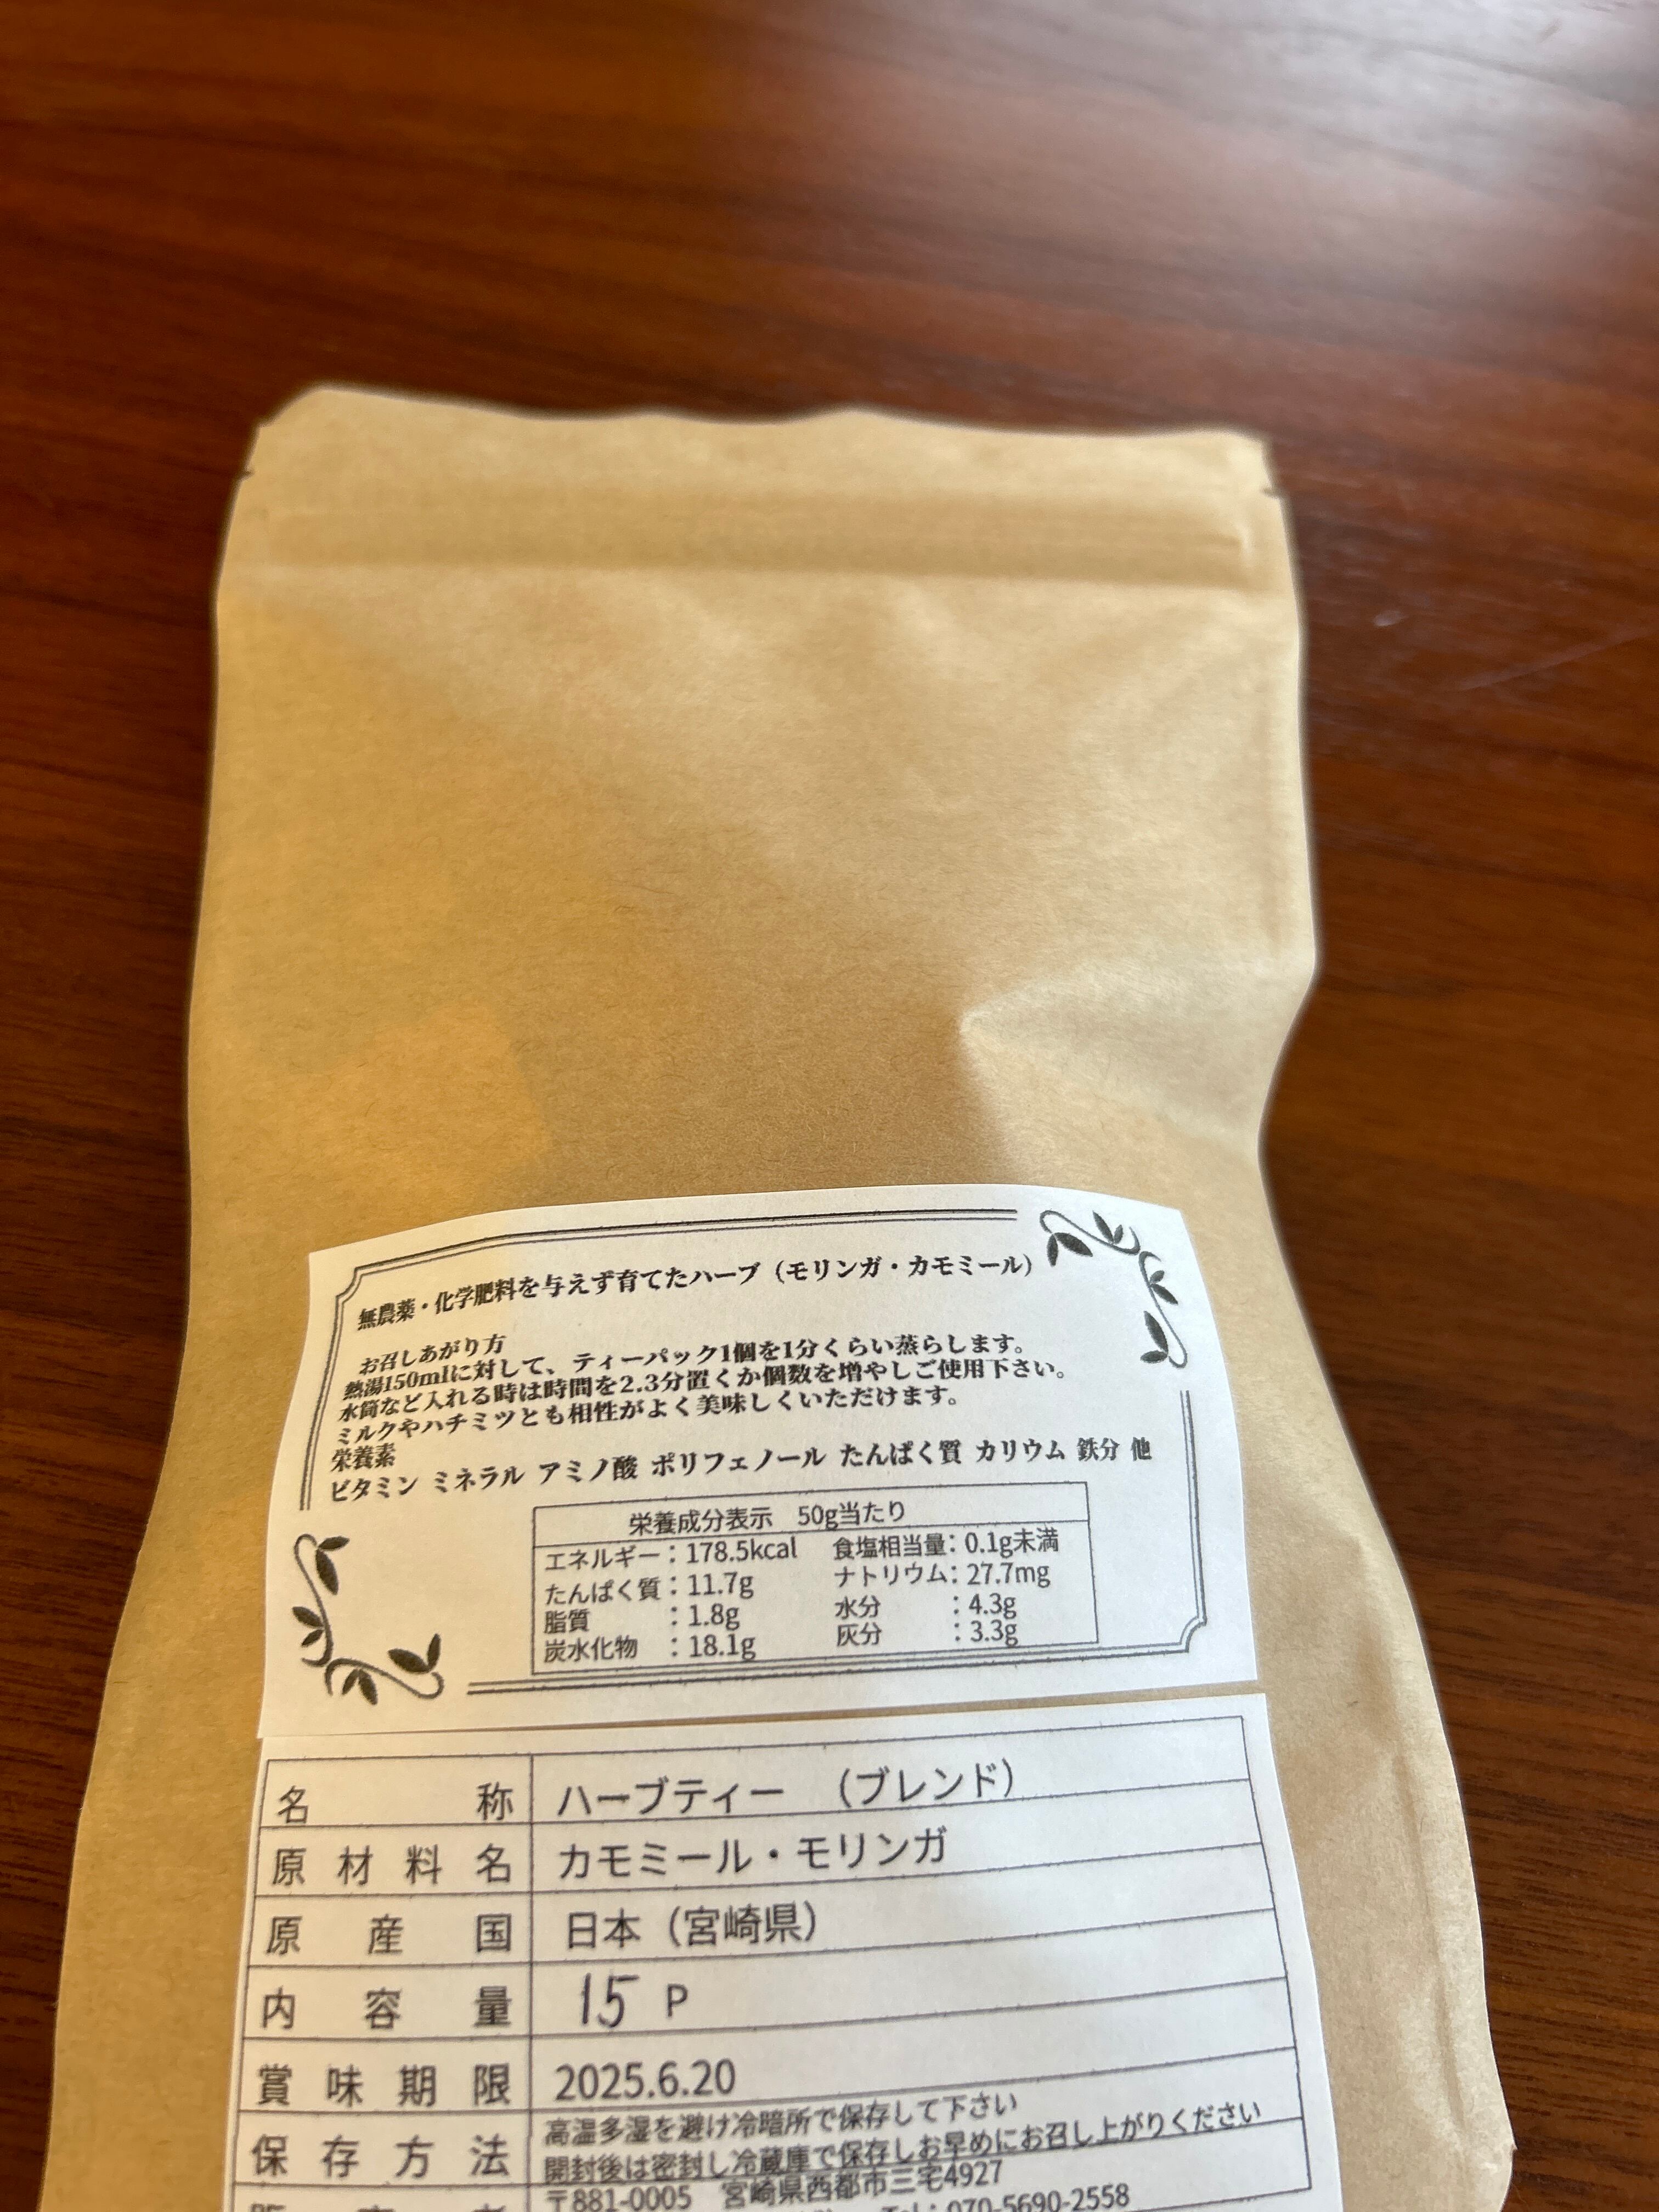 無農薬・化学肥料を与えず育てたハーブ（モリンガ・カモミール）
お召しあがり方
熱湯150mlに対して、ティーパック1個を1分くらい蒸らします。
水筒など入れる時は時間を2.3分置くか個数を増やしご使用下さい。
ミルクやハチミツとも相性がよく美味しくいただけます。
栄養素
ビタミン ミネラル アミノ酸 ポリフェノール たんぱく質 カリウム 鉄分 他
栄養成分表示 50g当たり
エネルギー：178.5kcal 食塩相当量：0.1g未満
たんぱく質：11.7g ナトリウム：27.7mg
脂質：1.8g 水分：4.3g
炭水化物：18.1g 灰分：3.3g
名称 ハーブティー （ブレンド）
原材料名 カモミール・モリンガ
原産国 日本（宮崎県）
内容量 15 P
賞味期限 2025.6.20
保存方法 高温多湿を避け冷暗所で保存して下さい
開封後は密封し冷蔵庫で保存しお早めにお召し上がりください
〒881-0005 宮崎県西都市三宅4927
Tel：070-5690-2558